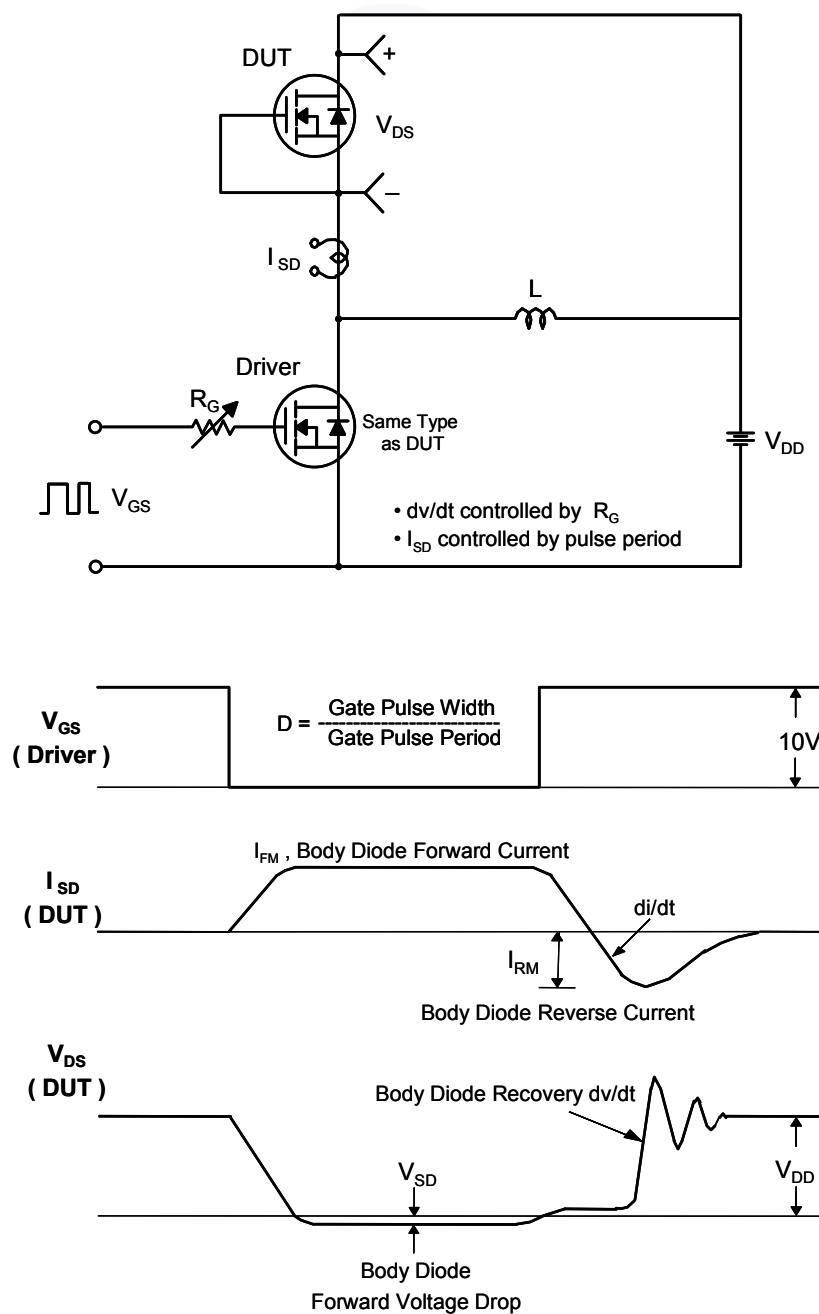 DUT
+
V_DS
–
I_SD
L
Driver
R_G
Same Type
as DUT
V_DD
V_GS
• dv/dt controlled by R_G
• I_SD controlled by pulse period
V_GS
( Driver )
D = Gate Pulse Width
--------------------------
Gate Pulse Period
10V
I_FM , Body Diode Forward Current
I_SD
( DUT )
di/dt
I_RM
Body Diode Reverse Current
V_DS
( DUT )
Body Diode Recovery dv/dt
V_SD
V_DD
Body Diode
Forward Voltage Drop